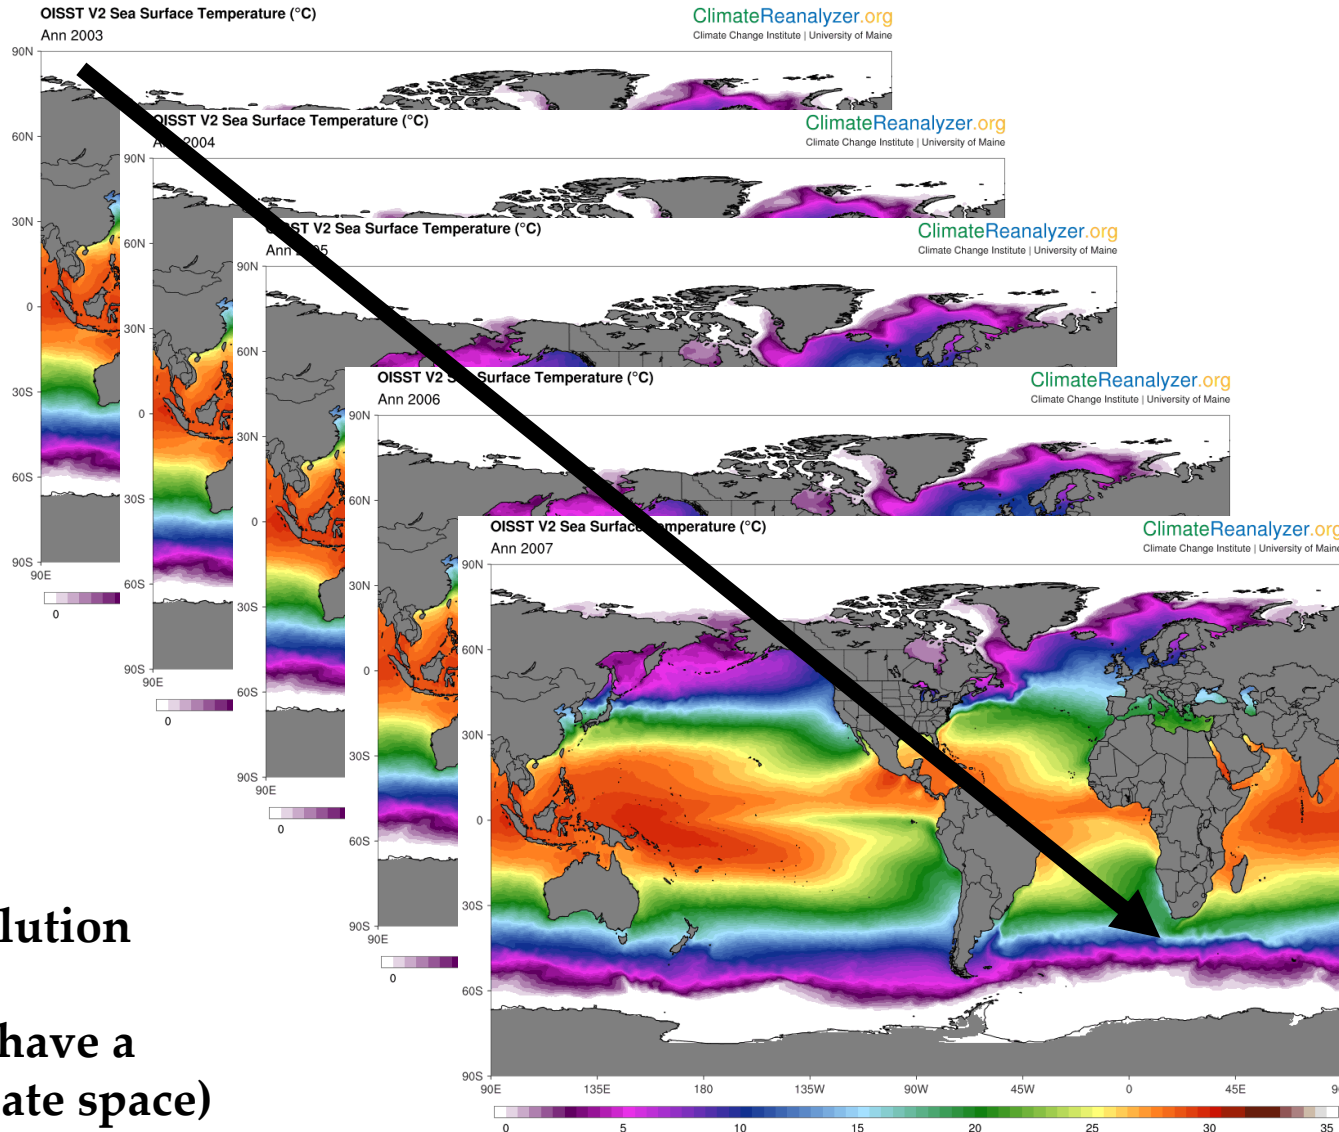 OISST V2 Sea Surface Temperature (°C)
Ann 2003
ClimateReanalyzer.org
Climate Change Institute | University of Maine
90N
60N
30N
0
30S
60S
90S
90E
0
OISST V2 Sea Surface Temperature (°C)
2004
ClimateReanalyzer.org
Climate Change Institute | University of Maine
90N
60N
30N
0
30S
60S
90S
90E
0
SST V2 Sea Surface Temperature (°C)
Ann
ClimateReanalyzer.org
Climate Change Institute | University of Maine
90N
60N
30N
0
30S
60S
90S
90E
0
OISST V2 Surface Temperature (°C)
Ann 2006
ClimateReanalyzer.org
Climate Change Institute | University of Maine
90N
60N
30N
0
30S
60S
90S
90E
0
OISST V2 Sea Surface Temperature (°C)
Ann 2007
ClimateReanalyzer.org
Climate Change Institute | University of Maine
90N
60N
30N
0
30S
60S
90S
90E 135E 180 135W 90W 45W 0 45E
0 5 10 15 20 25 30 35
lution
have a
ate space)